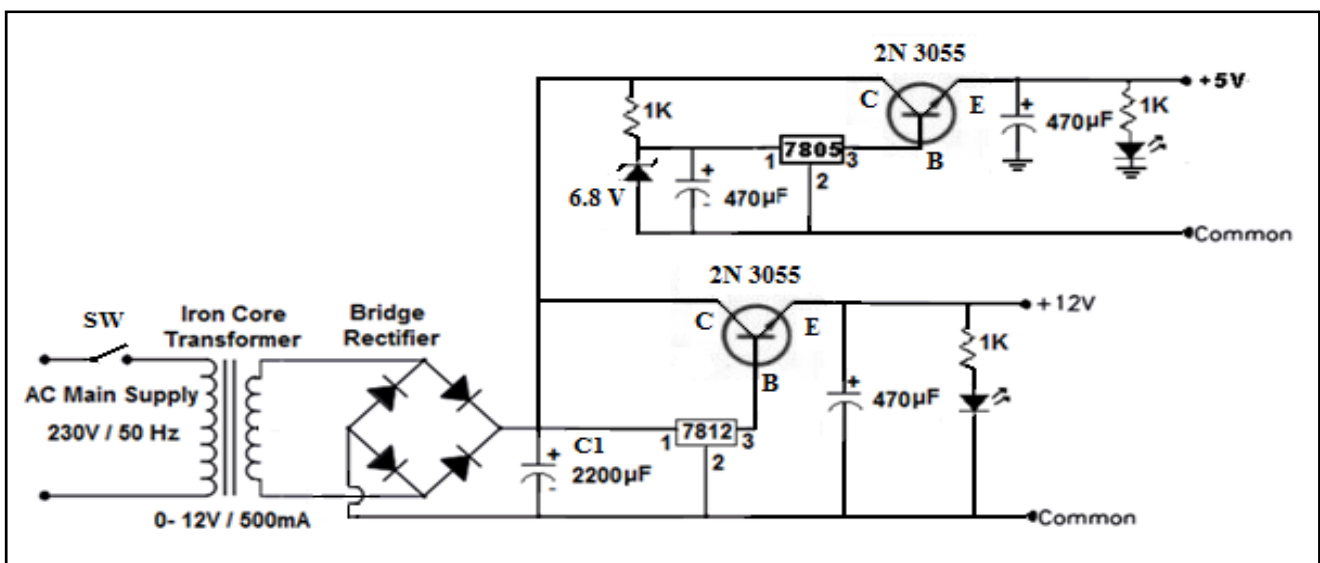 2N 3055
C
E
B
+5V
1K
+
470µF
1K
1
7805
3
2
6.8 V
+
470µF
-
Common
2N 3055
C
E
B
+12V
1K
+
470µF
SW
Iron Core
Transformer
Bridge
Rectifier
AC Main Supply
230V / 50 Hz
0- 12V / 500mA
C1
+
2200µF
-
1
7812
3
2
Common